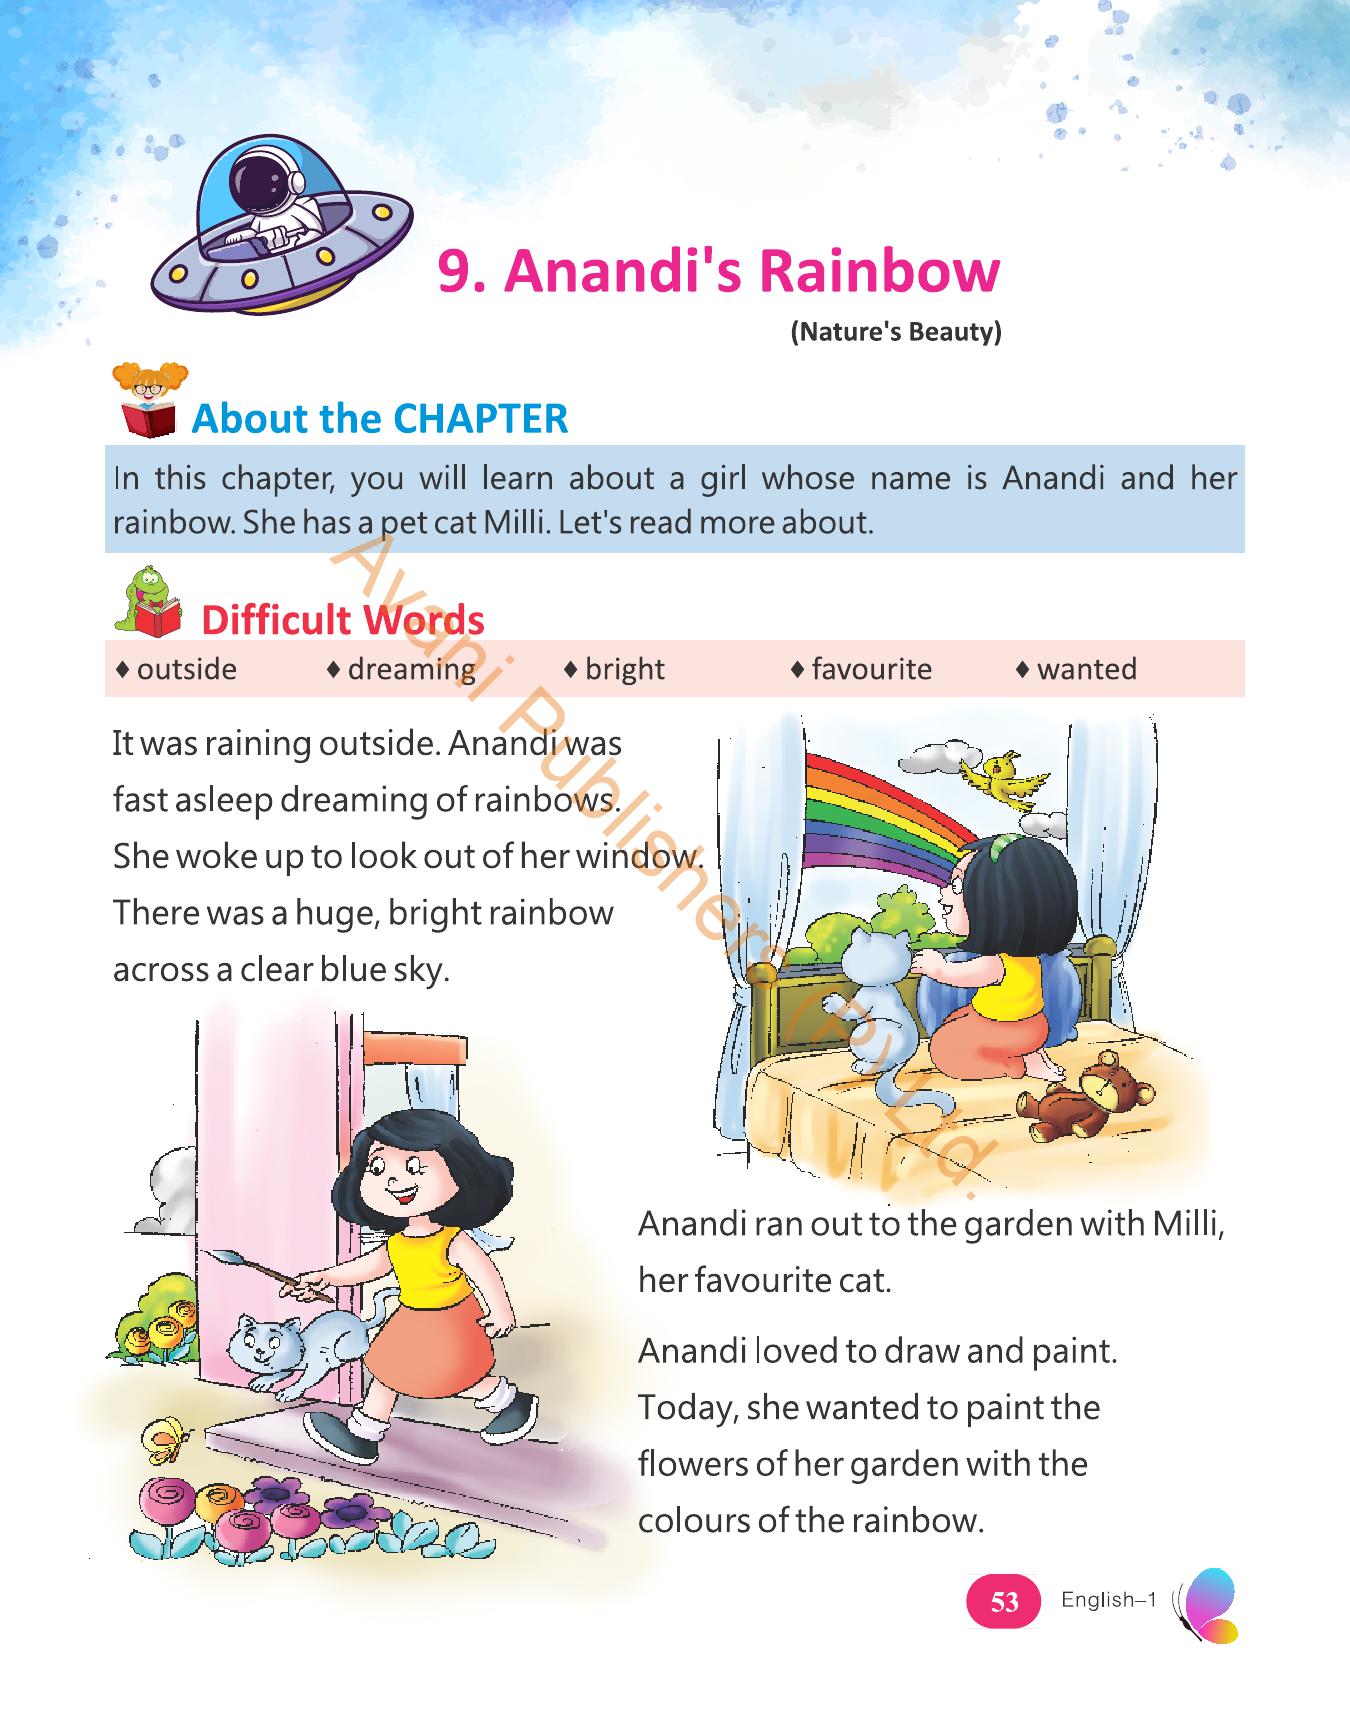 9. Anandi's Rainbow
(Nature's Beauty)
About the CHAPTER
In this chapter, you will learn about a girl whose name is Anandi and her
rainbow. She has a pet cat Milli. Let's read more about.
Difficult Words
♦ outside ♦ dreaming ♦ bright ♦ favourite ♦ wanted
It was raining outside. Anandi was
fast asleep dreaming of rainbows.
She woke up to look out of her window.
There was a huge, bright rainbow
across a clear blue sky.
Anandi ran out to the garden with Milli,
her favourite cat.
Anandi loved to draw and paint.
Today, she wanted to paint the
flowers of her garden with the
colours of the rainbow.
53 English–1
Avani Publishers (P) Ltd.